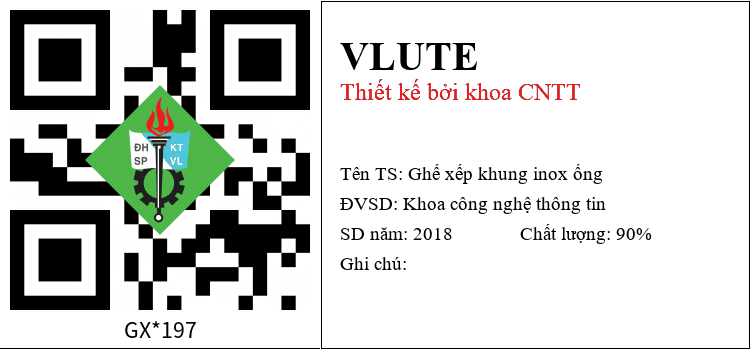 ĐH KT
SP VL
GX*197
VLUTE
Thiết kế bởi khoa CNTT
Tên TS: Ghế xếp khung inox ống
ĐVSD: Khoa công nghệ thông tin
SD năm: 2018 Chất lượng: 90%
Ghi chú: